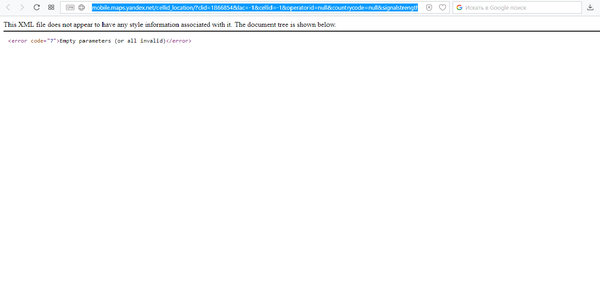 mobile.maps.yandex.net/cellid_location/?clid=1866854&lac=-1&cellid=-1&operatorid=null&countrycode=null&signalstrength
Искать в Google поиск
This XML file does not appear to have any style information associated with it. The document tree is shown below.
<error code="7">Empty parameters (or all invalid)</error>